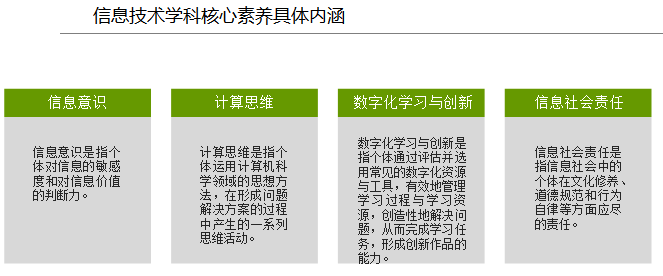 信息技术学科核心素养具体内涵
信息意识
信息意识是指个
体对信息的敏感
度和对信息价值
的判断力。
计算思维
计算思维是指个
体运用计算机科
学领域的思想方
法，在形成问题
解决方案的过程
中产生的一系列
思维活动。
数字化学习与创新
数字化学习与创新是
指个体通过评估并选
用常见的数字化资源
与工具，有效地管理
学习过程与学习资
源，创造性地解决问
题，从而完成学习任
务，形成创新作品的
能力。
信息社会责任
信息社会责任是
指信息社会中的
个体在文化修养、
道德规范和行为
自律等方面应尽
的责任。